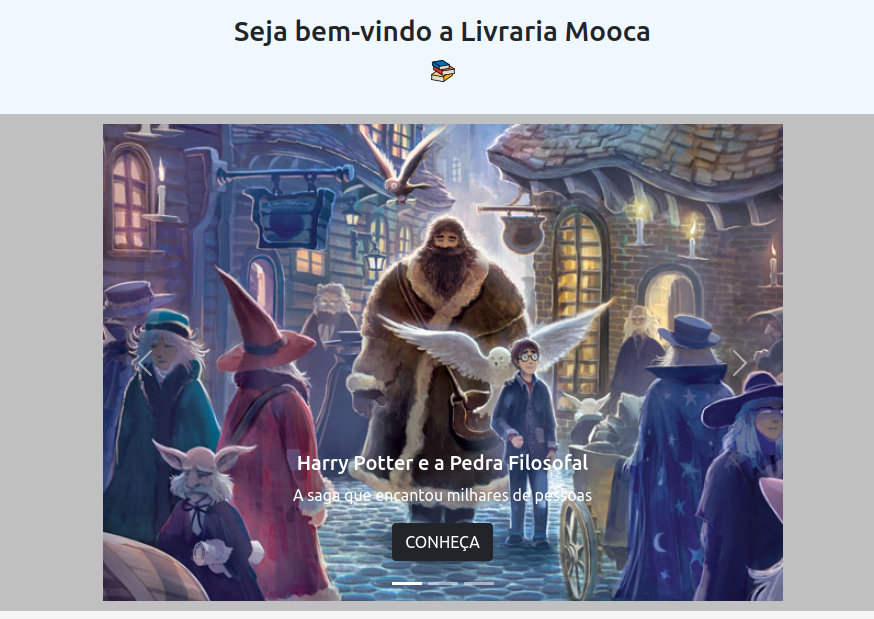 Seja bem-vindo a Livraria Mooca
Harry Potter e a Pedra Filosofal
A saga que encantou milhares de pessoas
CONHEÇA